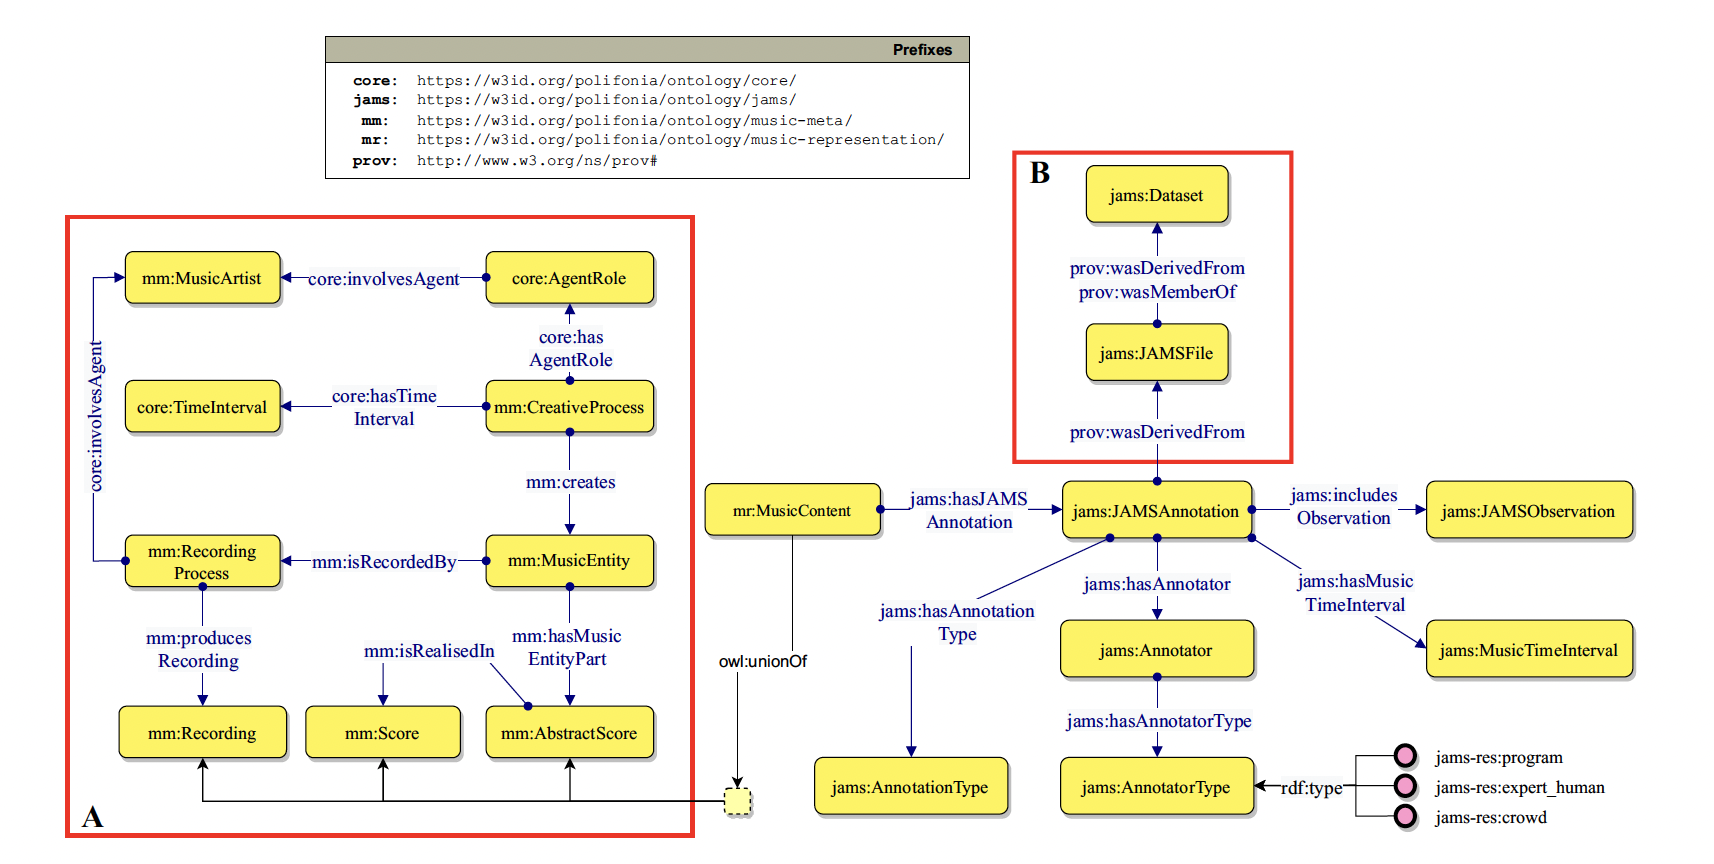 Prefixes
core: https://w3id.org/polifonia/ontology/core/
jams: https://w3id.org/polifonia/ontology/jams/
mm: https://w3id.org/polifonia/ontology/music-meta/
mr: https://w3id.org/polifonia/ontology/music-representation/
prov: http://www.w3.org/ns/prov#
A
mm:MusicArtist
core:involvesAgent
core:AgentRole
core:has
AgentRole
core:involvesAgent
core:TimeInterval
core:hasTime
Interval
mm:CreativeProcess
mm:creates
mm:Recording
Process
mm:isRecordedBy
mm:MusicEntity
mm:produces
Recording
mm:isRealisedIn
mm:hasMusic
EntityPart
mm:Recording
mm:Score
mm:AbstractScore
B
jams:Dataset
prov:wasDerivedFrom
prov:wasMemberOf
jams:JAMSFile
prov:wasDerivedFrom
mr:MusicContent
jams:hasJAMS
Annotation
jams:JAMSAnnotation
jams:includes
Observation
jams:JAMSObservation
owl:unionOf
jams:hasAnnotation
Type
jams:hasAnnotator
jams:hasMusic
TimeInterval
jams:Annotator
jams:MusicTimeInterval
jams:hasAnnotatorType
jams:AnnotationType
jams:AnnotatorType
rdf:type
jams-res:program
jams-res:expert_human
jams-res:crowd